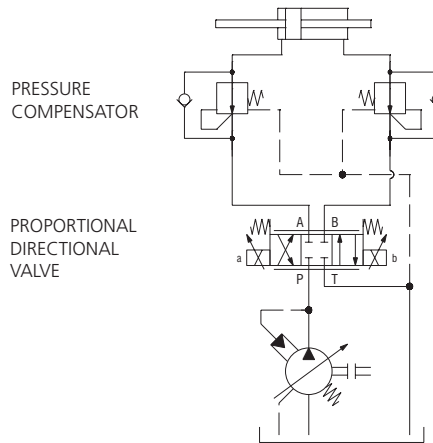 PRESSURE
COMPENSATOR
PROPORTIONAL
DIRECTIONAL
VALVE
A B
a b
P T